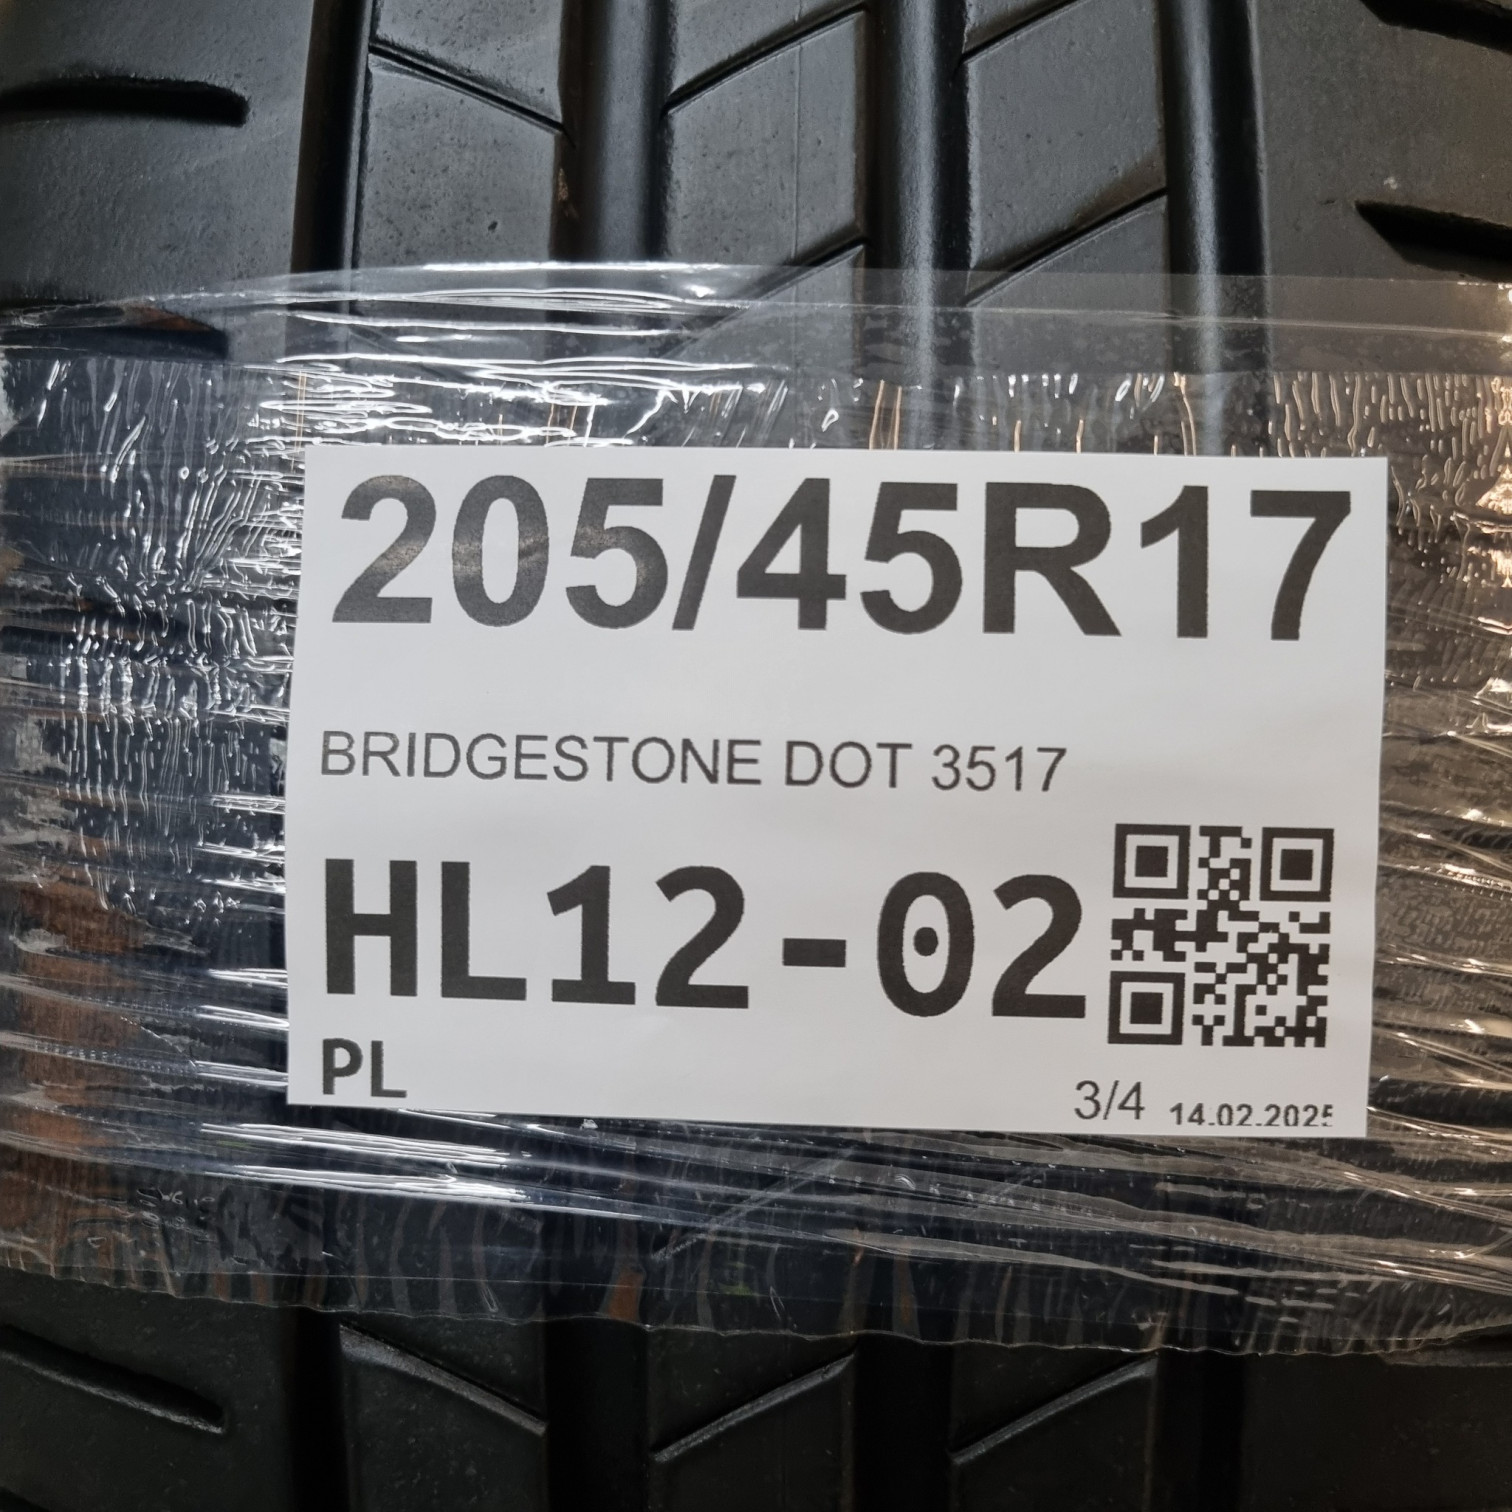 205/45R17
BRIDGESTONE DOT 3517
HL12-02
PL
3/4 14.02.2025